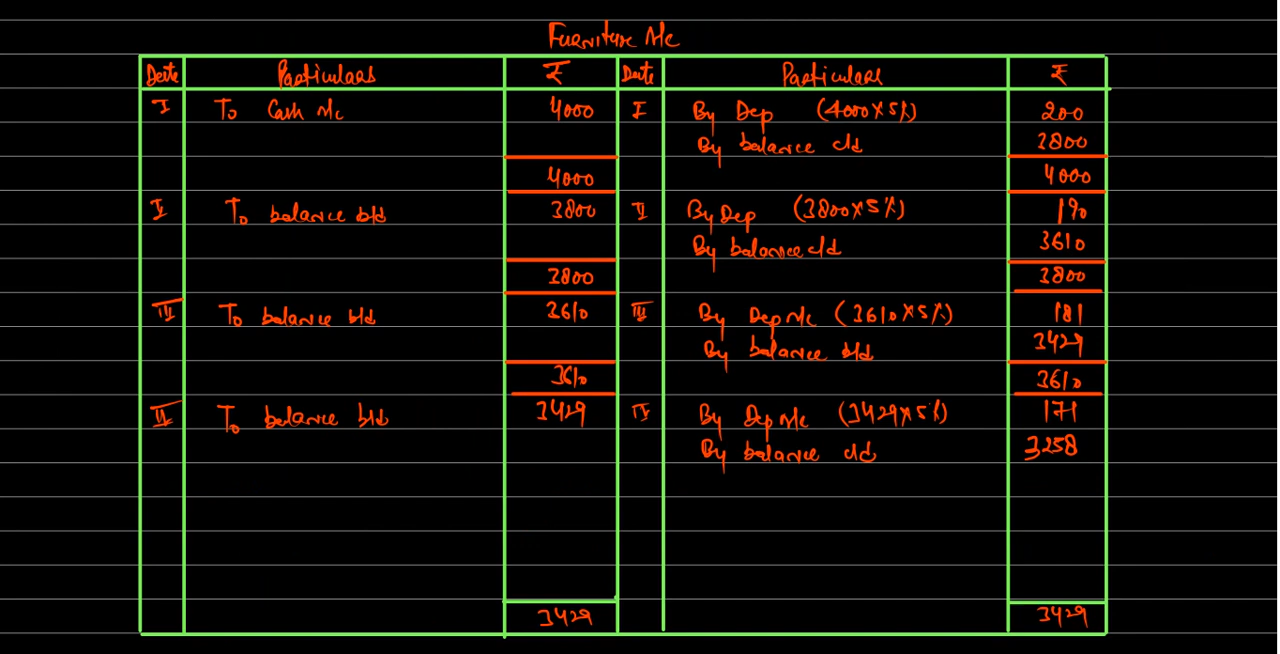 Furniture A/c
Date Particulars ₹ Date Particulars ₹
I To Cash A/c 4000 I By Dep (4000×5%) 200
By balance c/d 3800
4000 4000
I To balance b/d 3800 II By Dep (3800×5%) 190
By balance c/d 3610
3800 3800
III To balance b/d 3610 III By Dep A/c (3610×5%) 181
By balance b/d 3429
3610 3610
II To balance b/d 3429 IV By Dep A/c (3429×5%) 171
By balance c/d 3258
3429 3429